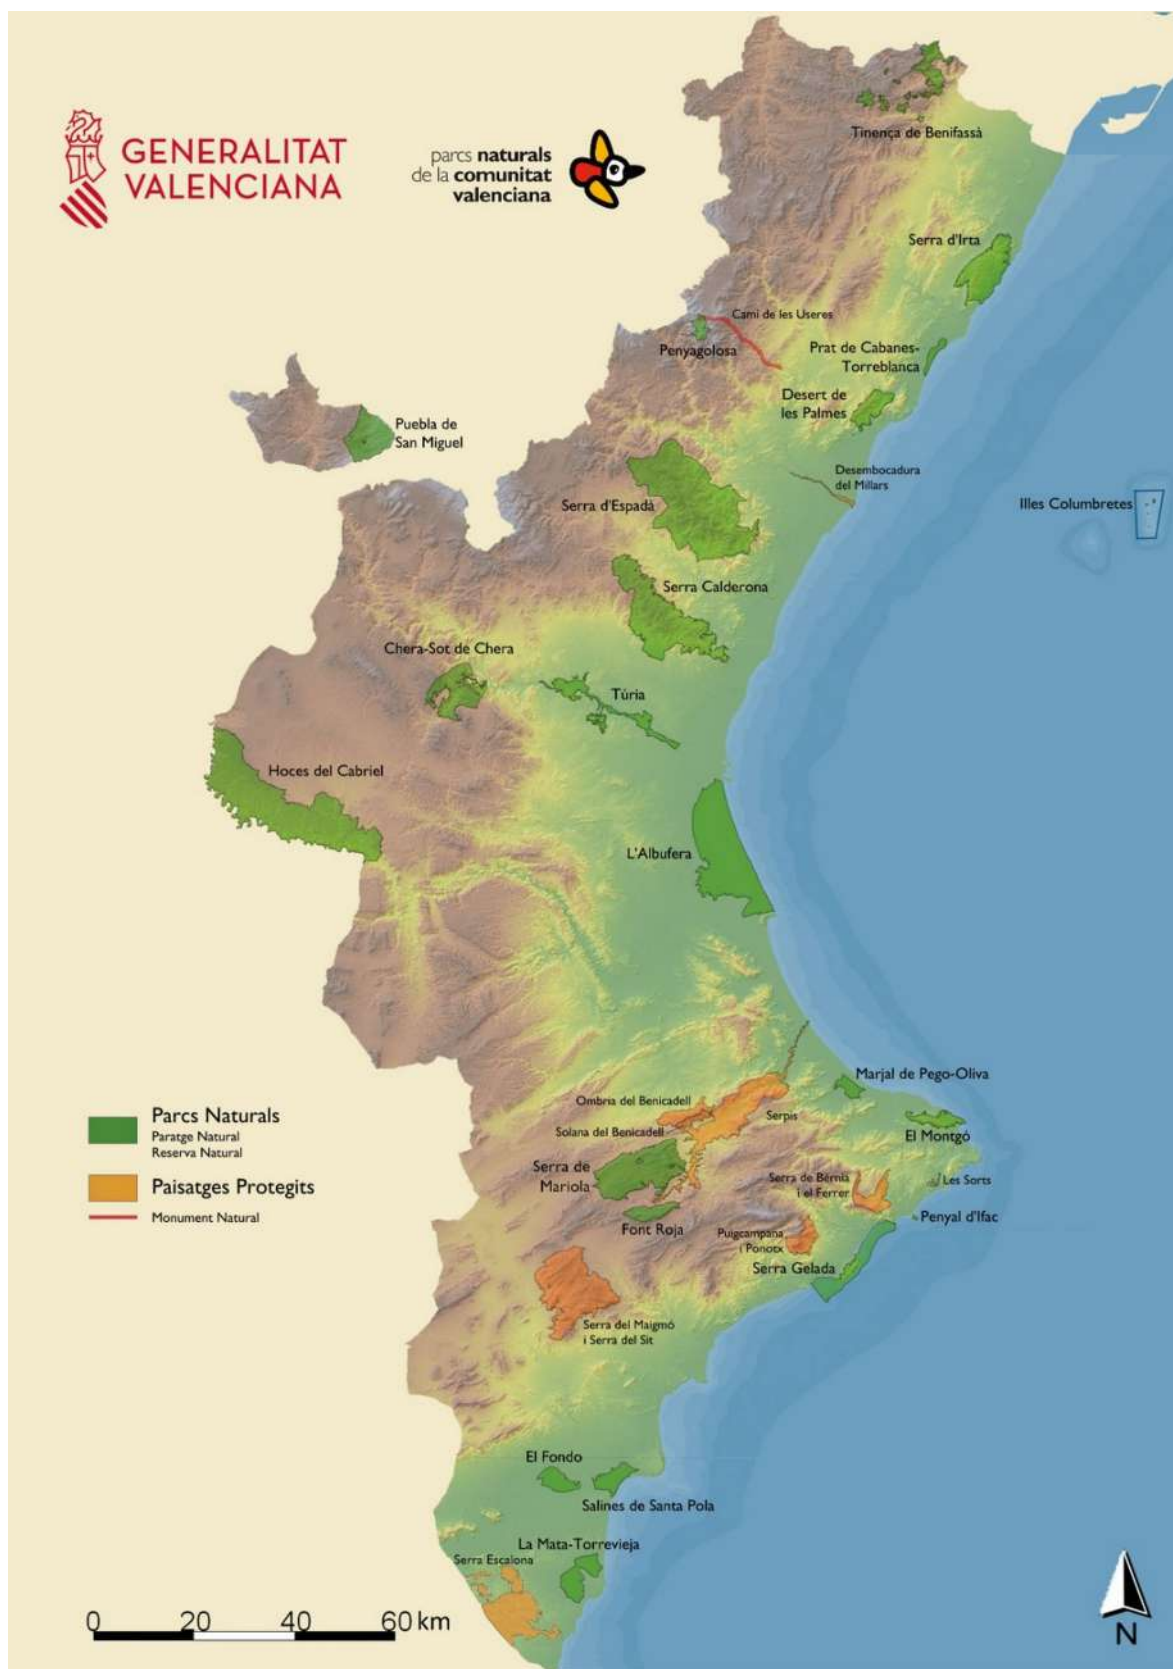 GENERALITAT
VALENCIANA
parcs naturals
de la comunitat
valenciana
Tinença de Benifassà
Serra d'Irta
Camí de les Useres
Penyagolosa
Prat de Cabanes-
Torreblanca
Desert de
les Palmes
Puebla de
San Miguel
Desembocadura
del Millars
Serra d'Espadà
Illes Columbretes
Serra Calderona
Chera-Sot de Chera
Túria
Hoces del Cabriel
L'Albufera
Marjal de Pego-Oliva
Ombria del Benicadell
Serpis
Solana del Benicadell
El Montgó
Serra de
Mariola
Serra de Bèrnia
i el Ferrer
Les Sorts
Penyal d'Ifac
Font Roja
Puigcampana
i Ponotx
Serra Gelada
Serra del Maigmó
i Serra del Sit
Parcs Naturals
Paratge Natural
Reserva Natural
Paisatges Protegits
Monument Natural
El Fondo
Salines de Santa Pola
La Mata-Torrevieja
Serra Escalona
0 20 40 60 km
N